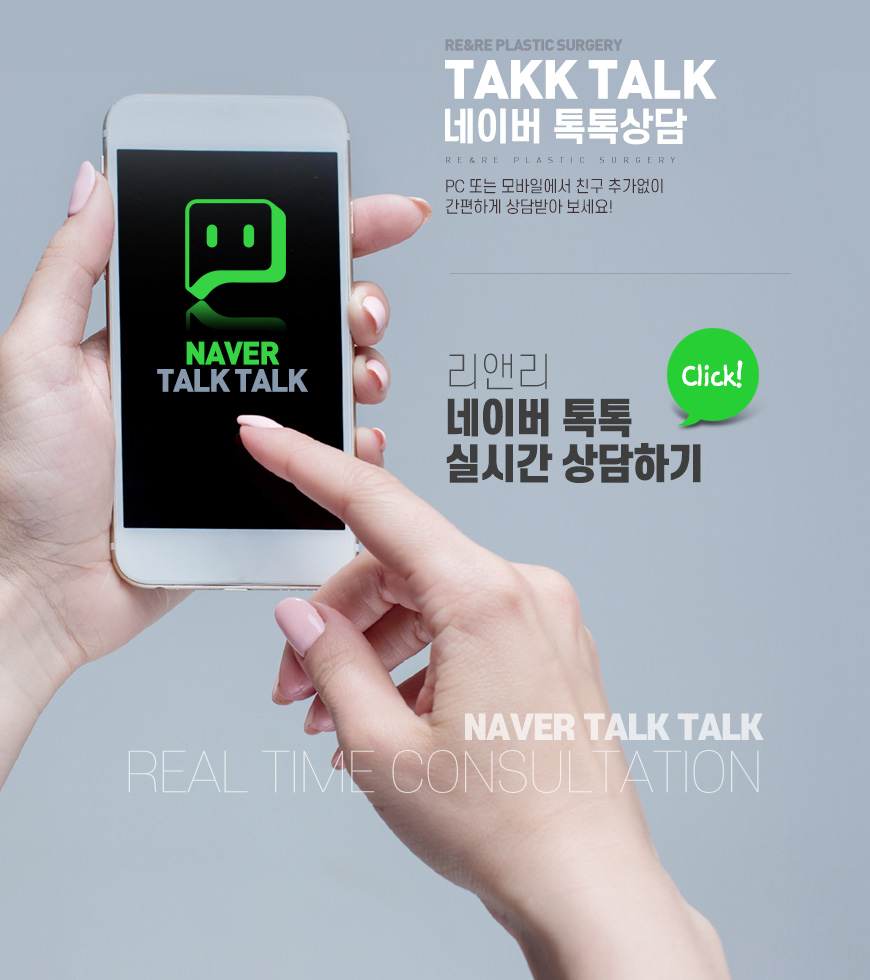 RE&RE PLASTIC SURGERY
TAKK TALK
네이버 톡톡상담
RE&RE PLASTIC SURGERY
PC 또는 모바일에서 친구 추가없이
간편하게 상담받아 보세요!
NAVER
TALK TALK
리앤리
Click!
네이버 톡톡
실시간 상담하기
NAVER TALK TALK
REAL TIME CONSULTATION